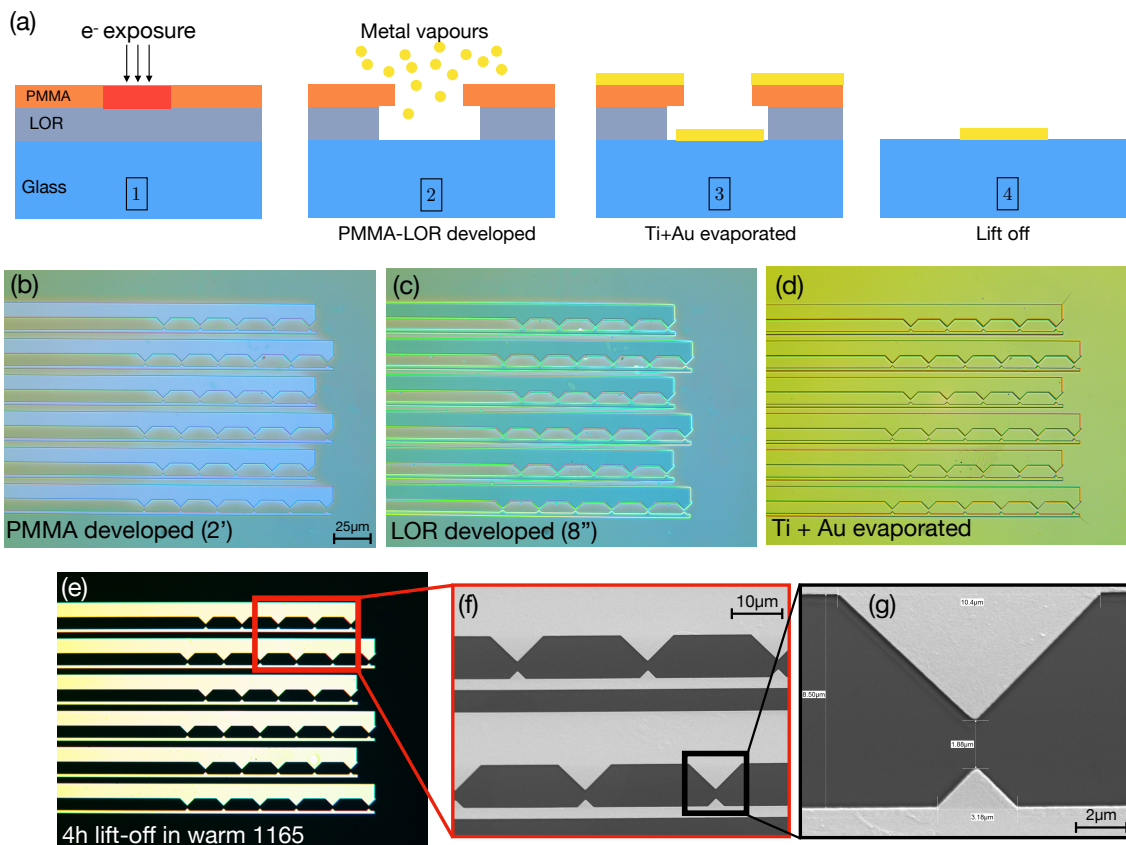 (a)
e- exposure
PMMA
LOR
Glass
1
Metal vapours
2
PMMA-LOR developed
3
Ti+Au evaporated
4
Lift off
(b)
PMMA developed (2’)
25µm
(c)
LOR developed (8”)
(d)
Ti + Au evaporated
(e)
4h lift-off in warm 1165
(f)
10µm
(g)
10.4µm
8.50µm
1.88µm
3.18µm
2µm